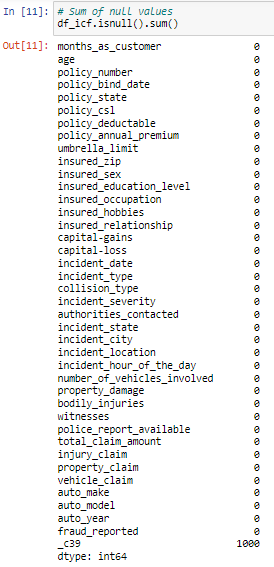 In [11]: # Sum of null values
df_icf.isnull().sum()
Out[11]: months_as_customer 0
age 0
policy_number 0
policy_bind_date 0
policy_state 0
policy_csl 0
policy_deductable 0
policy_annual_premium 0
umbrella_limit 0
insured_zip 0
insured_sex 0
insured_education_level 0
insured_occupation 0
insured_hobbies 0
insured_relationship 0
capital-gains 0
capital-loss 0
incident_date 0
incident_type 0
collision_type 0
incident_severity 0
authorities_contacted 0
incident_state 0
incident_city 0
incident_location 0
incident_hour_of_the_day 0
number_of_vehicles_involved 0
property_damage 0
bodily_injuries 0
witnesses 0
police_report_available 0
total_claim_amount 0
injury_claim 0
property_claim 0
vehicle_claim 0
auto_make 0
auto_model 0
auto_year 0
fraud_reported 0
_c39 1000
dtype: int64